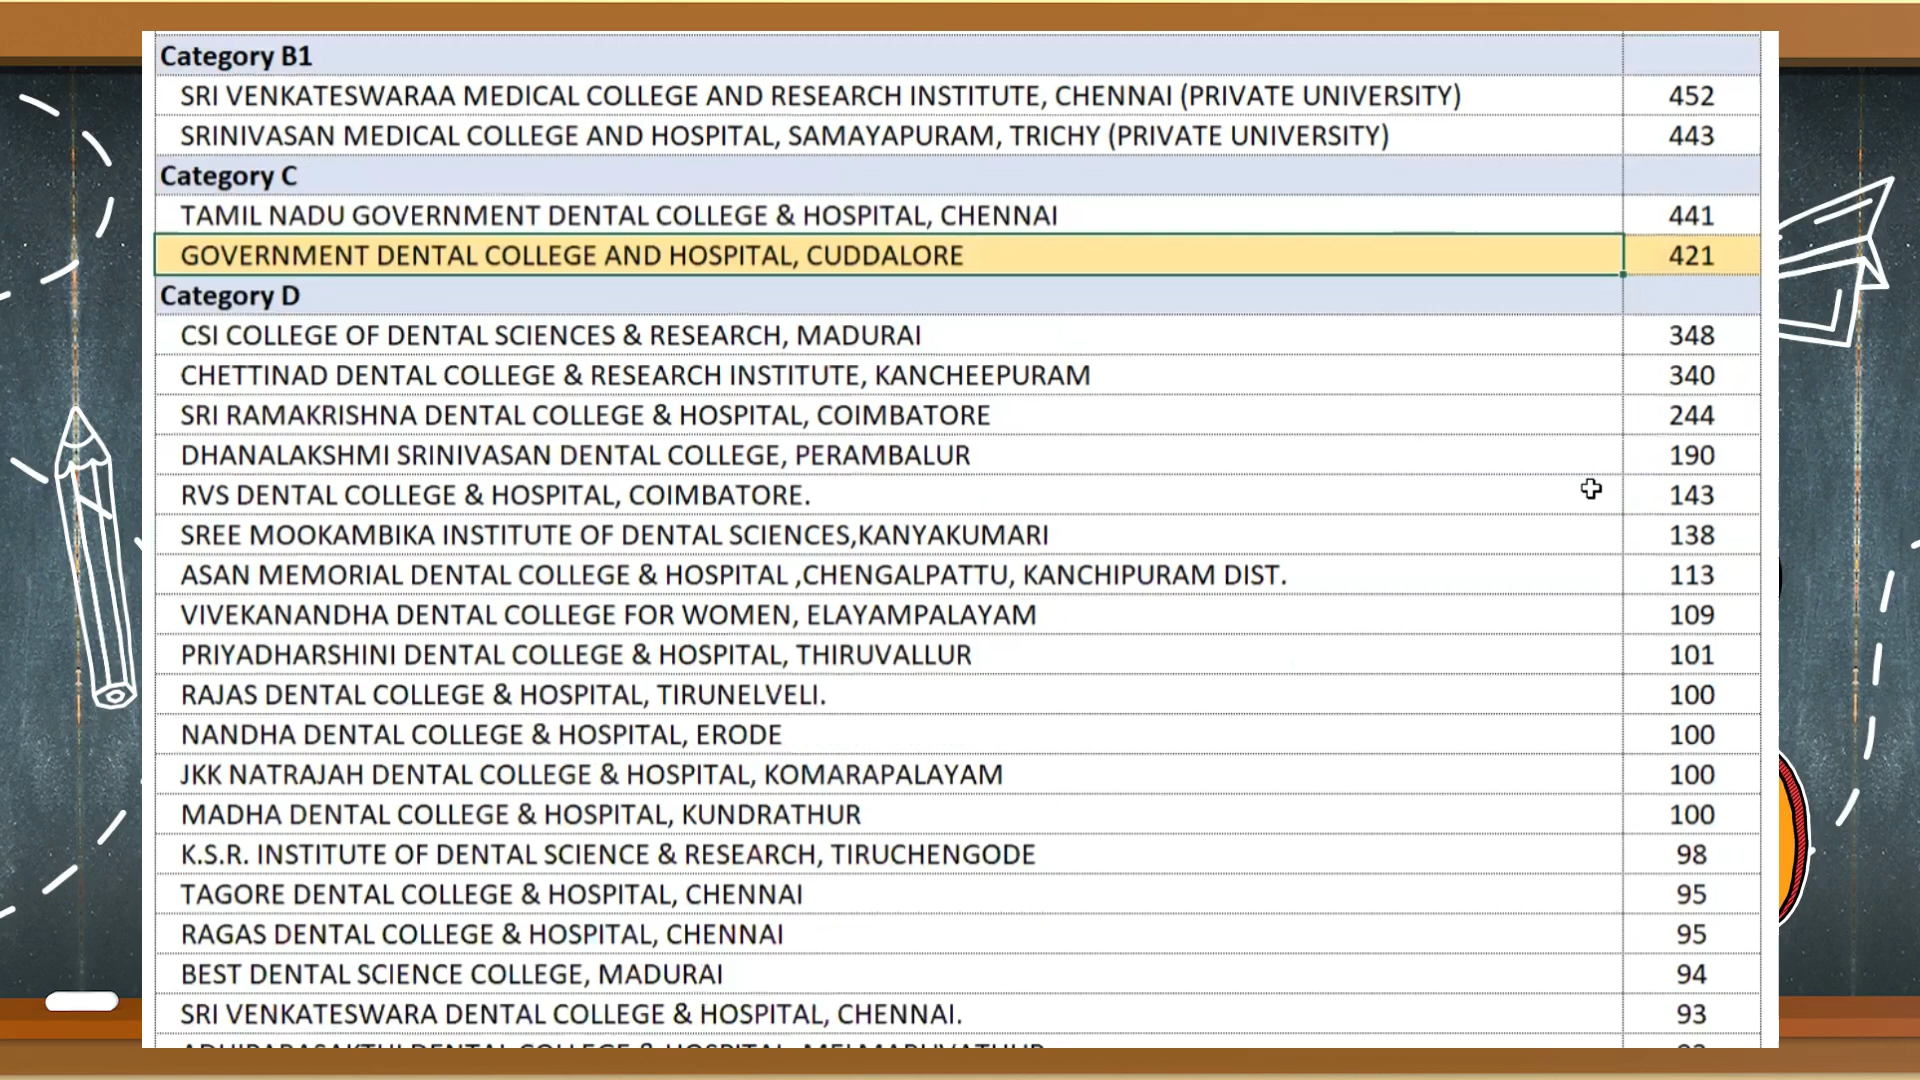 Category B1
SRI VENKATESWARAA MEDICAL COLLEGE AND RESEARCH INSTITUTE, CHENNAI (PRIVATE UNIVERSITY) 452
SRINIVASAN MEDICAL COLLEGE AND HOSPITAL, SAMAYAPURAM, TRICHY (PRIVATE UNIVERSITY) 443
Category C
TAMIL NADU GOVERNMENT DENTAL COLLEGE & HOSPITAL, CHENNAI 441
GOVERNMENT DENTAL COLLEGE AND HOSPITAL, CUDDALORE 421
Category D
CSI COLLEGE OF DENTAL SCIENCES & RESEARCH, MADURAI 348
CHETTINAD DENTAL COLLEGE & RESEARCH INSTITUTE, KANCHEEPURAM 340
SRI RAMAKRISHNA DENTAL COLLEGE & HOSPITAL, COIMBATORE 244
DHANALAKSHMI SRINIVASAN DENTAL COLLEGE, PERAMBALUR 190
RVS DENTAL COLLEGE & HOSPITAL, COIMBATORE. 143
SREE MOOKAMBIKA INSTITUTE OF DENTAL SCIENCES,KANYAKUMARI 138
ASAN MEMORIAL DENTAL COLLEGE & HOSPITAL ,CHENGALPATTU, KANCHIPURAM DIST. 113
VIVEKANANDHA DENTAL COLLEGE FOR WOMEN, ELAYAMPALAYAM 109
PRIYADHARSHINI DENTAL COLLEGE & HOSPITAL, THIRUVALLUR 101
RAJAS DENTAL COLLEGE & HOSPITAL, TIRUNELVELI. 100
NANDHA DENTAL COLLEGE & HOSPITAL, ERODE 100
JKK NATRAJAH DENTAL COLLEGE & HOSPITAL, KOMARAPALAYAM 100
MADHA DENTAL COLLEGE & HOSPITAL, KUNDRATHUR 100
K.S.R. INSTITUTE OF DENTAL SCIENCE & RESEARCH, TIRUCHENGODE 98
TAGORE DENTAL COLLEGE & HOSPITAL, CHENNAI 95
RAGAS DENTAL COLLEGE & HOSPITAL, CHENNAI 95
BEST DENTAL SCIENCE COLLEGE, MADURAI 94
SRI VENKATESWARA DENTAL COLLEGE & HOSPITAL, CHENNAI. 93